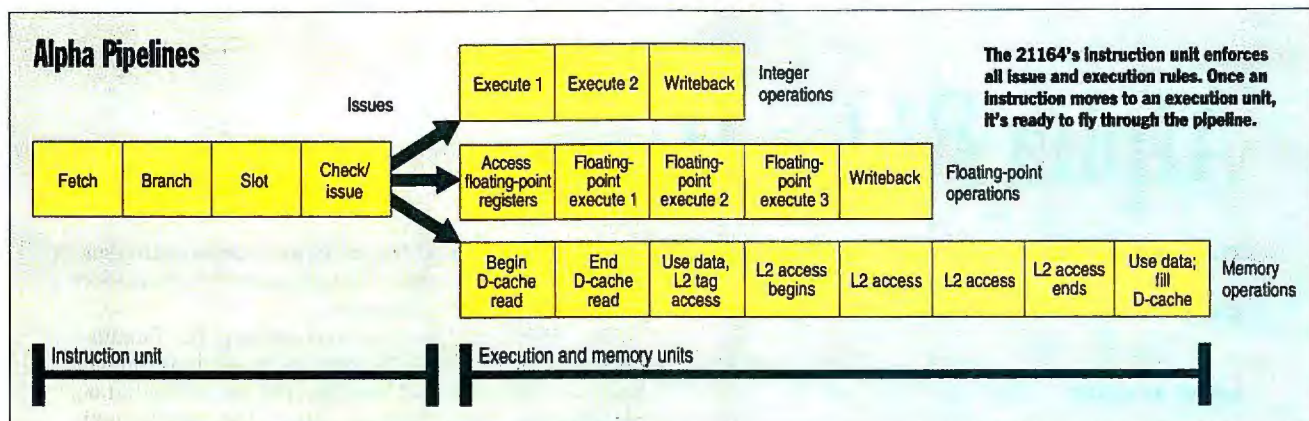 Alpha Pipelines
The 21164's instruction unit enforces
all issue and execution rules. Once an
instruction moves to an execution unit,
it's ready to fly through the pipeline.
Issues
Execute 1
Execute 2
Writeback
Integer
operations
Fetch
Branch
Slot
Check/
issue
Access
floating-point
registers
Floating-
point
execute 1
Floating-
point
execute 2
Floating-
point
execute 3
Writeback
Floating-point
operations
Begin
D-cache
read
End
D-cache
read
Use data,
L2 tag
access
L2 access
begins
L2 access
L2 access
L2 access
ends
Use data;
fill
D-cache
Memory
operations
Instruction unit
Execution and memory units